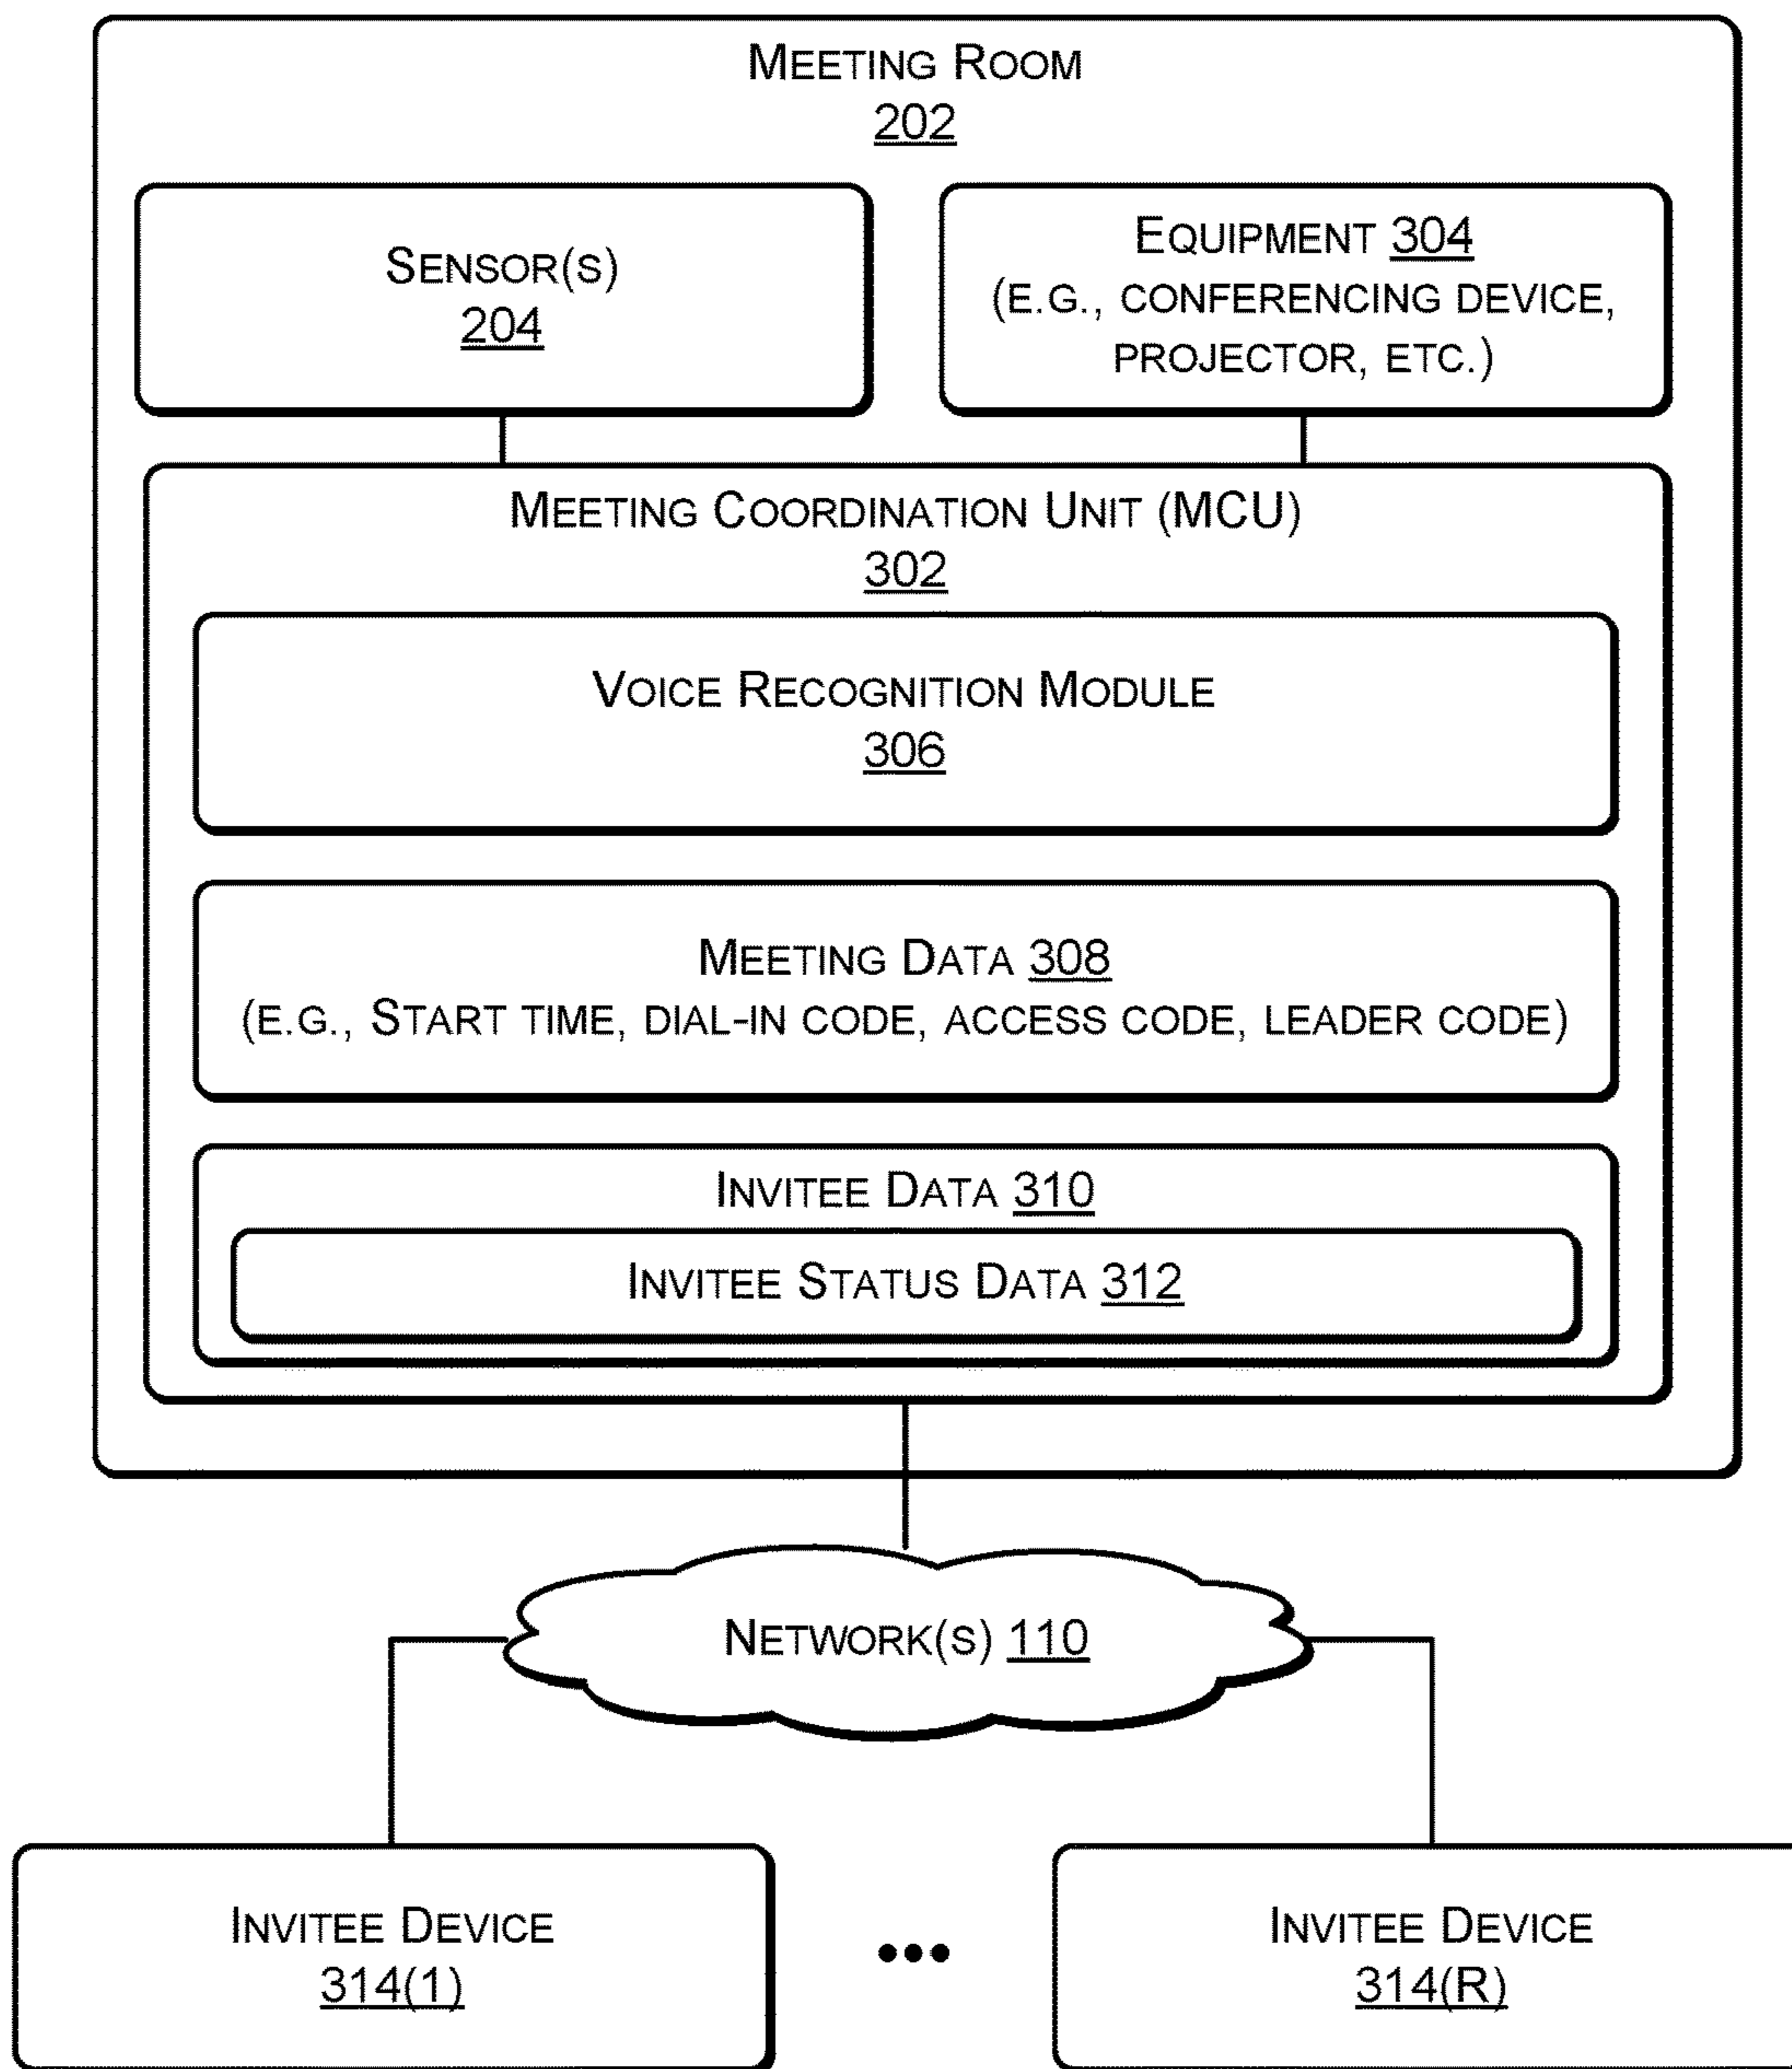 MEETING ROOM
202
SENSOR(S)
204
EQUIPMENT 304
(E.G., CONFERENCING DEVICE,
PROJECTOR, ETC.)
MEETING COORDINATION UNIT (MCU)
302
VOICE RECOGNITION MODULE
306
MEETING DATA 308
(E.G., START TIME, DIAL-IN CODE, ACCESS CODE, LEADER CODE)
INVITEE DATA 310
INVITEE STATUS DATA 312
NETWORK(S) 110
INVITEE DEVICE
314(1)
•••
INVITEE DEVICE
314(R)